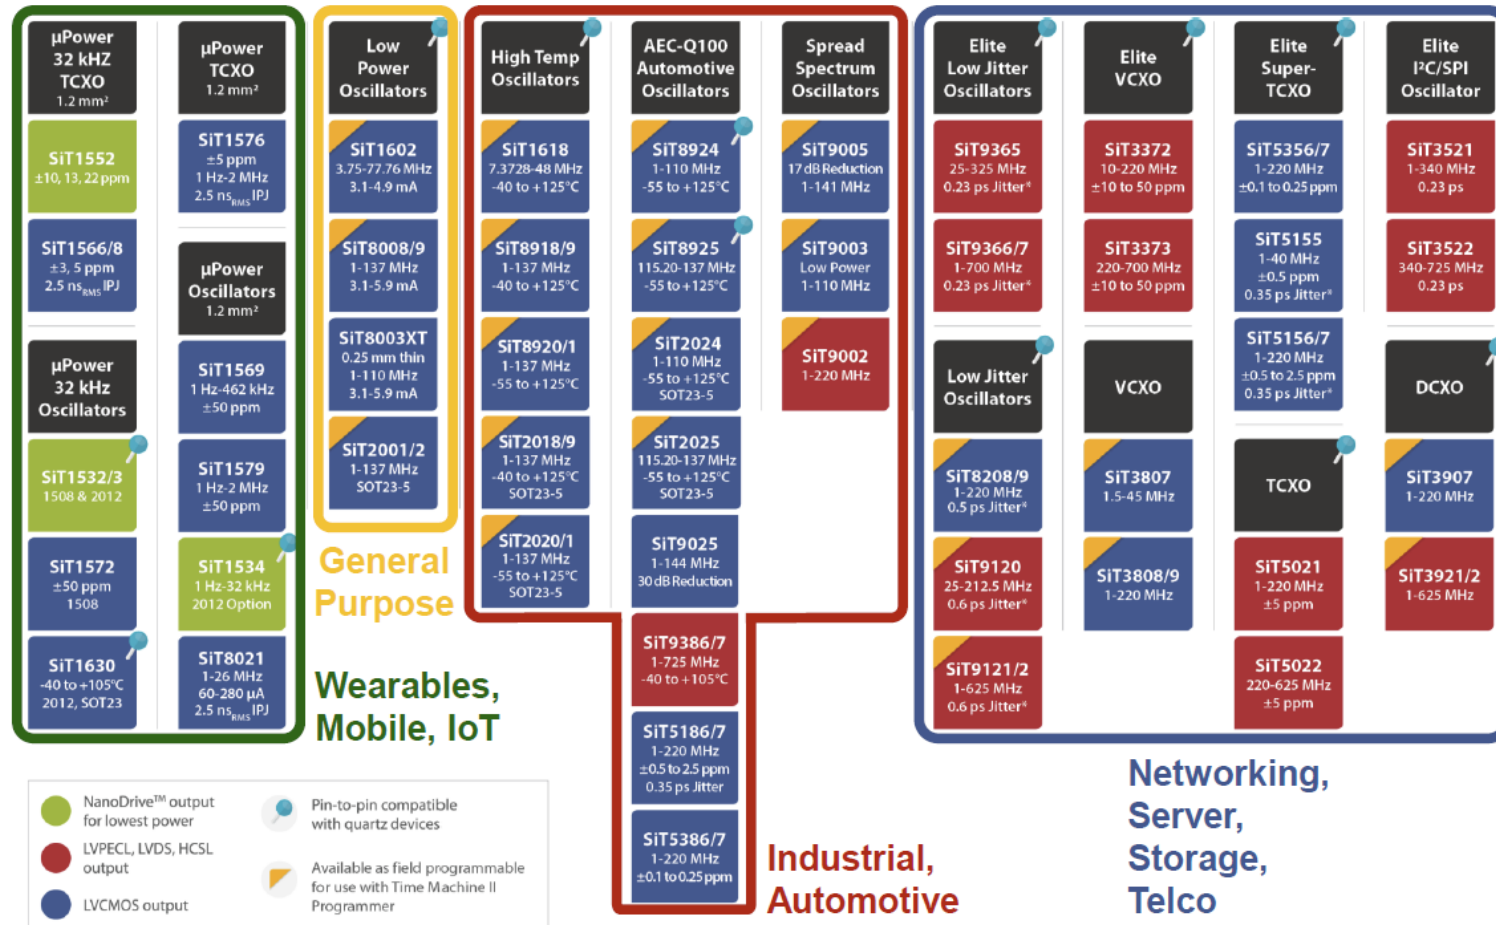 µPower
32 kHZ
TCXO
1.2 mm²
SiT1552
±10, 13, 22 ppm
SiT1566/8
±3, 5 ppm
2.5 nsRMS IPJ
µPower
32 kHz
Oscillators
SiT1532/3
1508 & 2012
SiT1572
±50 ppm
1508
SiT1630
-40 to +105°C
2012, SOT23
µPower
TCXO
1.2 mm²
SiT1576
±5 ppm
1 Hz-2 MHz
2.5 nsRMS IPJ
µPower
Oscillators
1.2 mm²
SiT1569
1 Hz-462 kHz
±50 ppm
SiT1579
1 Hz-2 MHz
±50 ppm
SiT1534
1 Hz-32 kHz
2012 Option
SiT8021
1-26 MHz
60-280 µA
2.5 nsRMS IPJ
Wearables,
Mobile, IoT
Low
Power
Oscillators
SiT1602
3.75-77.76 MHz
3.1-4.9 mA
SiT8008/9
1-137 MHz
3.1-5.9 mA
SiT8003XT
0.25 mm thin
1-110 MHz
3.1-5.9 mA
SiT2001/2
1-137 MHz
SOT23-5
General
Purpose
High Temp
Oscillators
SiT1618
7.3728-48 MHz
-40 to +125°C
SiT8918/9
1-137 MHz
-40 to +125°C
SiT8920/1
1-137 MHz
-55 to +125°C
SiT2018/9
1-137 MHz
-40 to +125°C
SOT23-5
SiT2020/1
1-137 MHz
-55 to +125°C
SOT23-5
AEC-Q100
Automotive
Oscillators
SiT8924
1-110 MHz
-55 to +125°C
SiT8925
115.20-137 MHz
-55 to +125°C
SiT2024
1-110 MHz
-55 to +125°C
SOT23-5
SiT2025
115.20-137 MHz
-55 to +125°C
SOT23-5
SiT9025
1-144 MHz
30 dB Reduction
SiT9386/7
1-725 MHz
-40 to +105°C
SiT5186/7
1-220 MHz
±0.5 to 2.5 ppm
0.35 ps Jitter
SiT5386/7
1-220 MHz
±0.1 to 0.25 ppm
Spread
Spectrum
Oscillators
SiT9005
17 dB Reduction
1-141 MHz
SiT9003
Low Power
1-110 MHz
SiT9002
1-220 MHz
Industrial,
Automotive
Elite
Low Jitter
Oscillators
SiT9365
25-325 MHz
0.23 ps Jitter*
SiT9366/7
1-700 MHz
0.23 ps Jitter*
Low Jitter
Oscillators
SiT8208/9
1-220 MHz
0.5 ps Jitter*
SiT9120
25-212.5 MHz
0.6 ps Jitter*
SiT9121/2
1-625 MHz
0.6 ps Jitter*
Elite
VCXO
SiT3372
10-220 MHz
±10 to 50 ppm
SiT3373
220-700 MHz
±10 to 50 ppm
VCXO
SiT3807
1.5-45 MHz
SiT3808/9
1-220 MHz
Elite
Super-
TCXO
SiT5356/7
1-220 MHz
±0.1 to 0.25 ppm
SiT5155
1-40 MHz
±0.5 ppm
0.35 ps Jitter*
SiT5156/7
1-220 MHz
±0.5 to 2.5 ppm
0.35 ps Jitter*
TCXO
SiT5021
1-220 MHz
±5 ppm
SiT5022
220-625 MHz
±5 ppm
Elite
I²C/SPI
Oscillator
SiT3521
1-340 MHz
0.23 ps
SiT3522
340-725 MHz
0.23 ps
DCXO
SiT3907
1-220 MHz
SiT3921/2
1-625 MHz
Networking,
Server,
Storage,
Telco
NanoDrive™ output
for lowest power
LVPECL, LVDS, HCSL
output
LVCMOS output
Pin-to-pin compatible
with quartz devices
Available as field programmable
for use with Time Machine II
Programmer